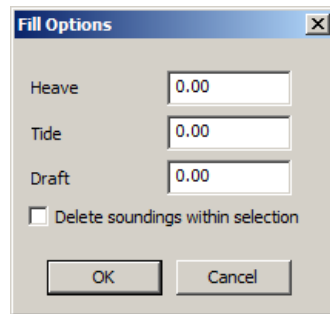 Fill Options
Heave 0.00
Tide 0.00
Draft 0.00
Delete soundings within selection
OK Cancel